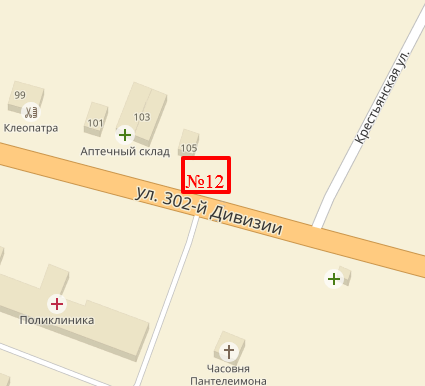 99
Клеопатра
101
103
Аптечный склад
105
№12
ул. 302-й Дивизии
Крестьянская ул.
Поликлиника
Часовня
Пантелеимона